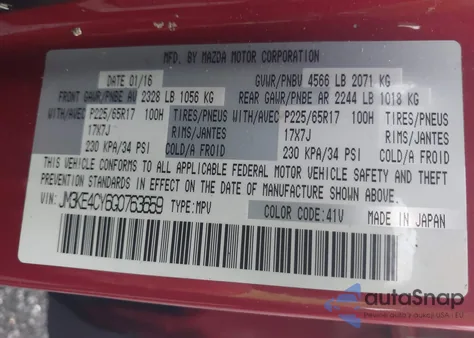 MFD. BY MAZDA MOTOR CORPORATION
DATE 01/16 GVWR/PNBV 4566 LB 2071 KG
FRONT GAWR/PNBE AV 2328 LB 1056 KG REAR GAWR/PNBE AR 2244 LB 1018 KG
WITH/AVEC P225/65R17 100H TIRES/PNEUS WITH/AVEC P225/65R17 100H TIRES/PNEUS
17X7J RIMS/JANTES 17X7J RIMS/JANTES
230 KPA/34 PSI COLD/A FROID 230 KPA/34 PSI COLD/A FROID
THIS VEHICLE CONFORMS TO ALL APPLICABLE FEDERAL MOTOR VEHICLE SAFETY AND THEFT
PREVENTION STANDARDS IN EFFECT ON THE DATE OF MANUFACTURE SHOWN ABOVE.
VIN: JM3KE4CY6G0763659 TYPE: MPV
COLOR CODE: 41V MADE IN JAPAN
autoSnap